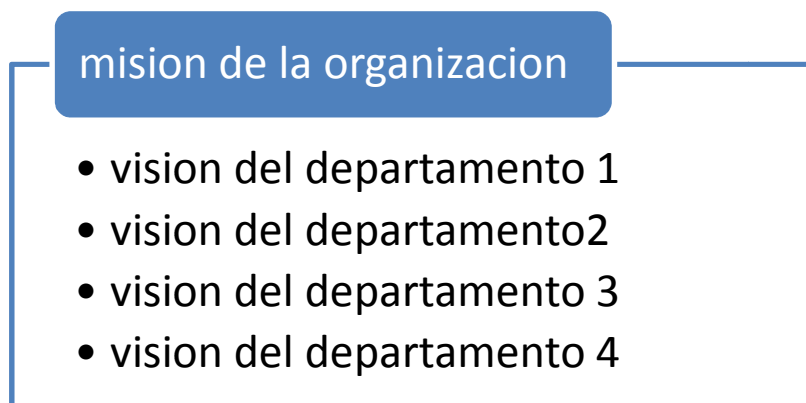 mision de la organizacion
• vision del departamento 1
• vision del departamento2
• vision del departamento 3
• vision del departamento 4